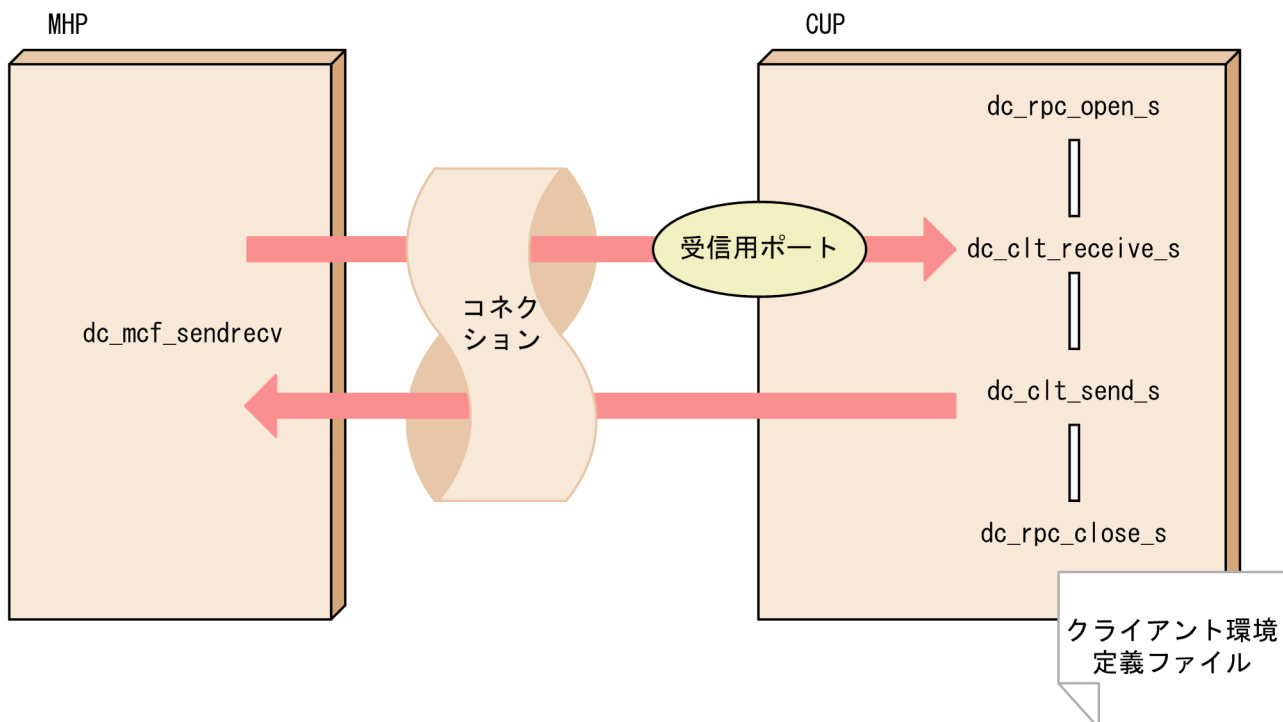 MHP
CUP
dc_rpc_open_s
受信用ポート
dc_clt_receive_s
コネク
ション
dc_mcf_sendrecv
dc_clt_send_s
dc_rpc_close_s
クライアント環境
定義ファイル